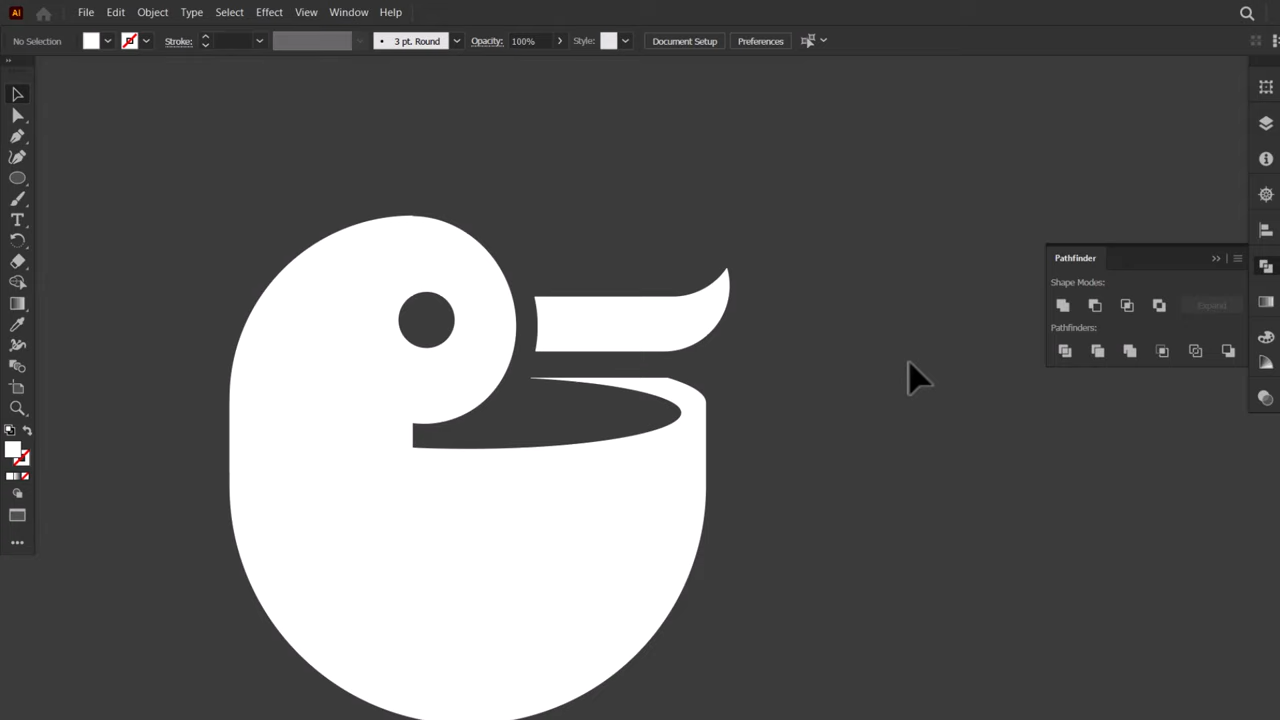 Ai File Edit Object Type Select Effect View Window Help
No Selection Stroke: • 3 pt. Round Opacity: 100% Style: Document Setup Preferences
Pathfinder
Shape Modes:
Expand
Pathfinders: